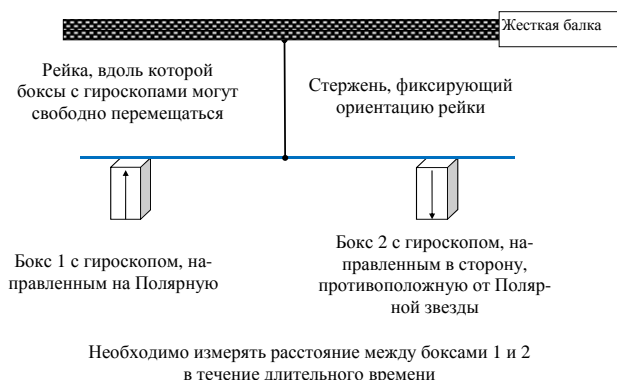 Жесткая балка
Рейка, вдоль которой
боксы с гироскопами могут
свободно перемещаться
Стержень, фиксирующий
ориентацию рейки
Бокс 1 с гироскопом, на-
правленным на Полярную
Бокс 2 с гироскопом, на-
правленным в сторону,
противоположную от Поляр-
ной звезды
Необходимо измерять расстояние между боксами 1 и 2
в течение длительного времени